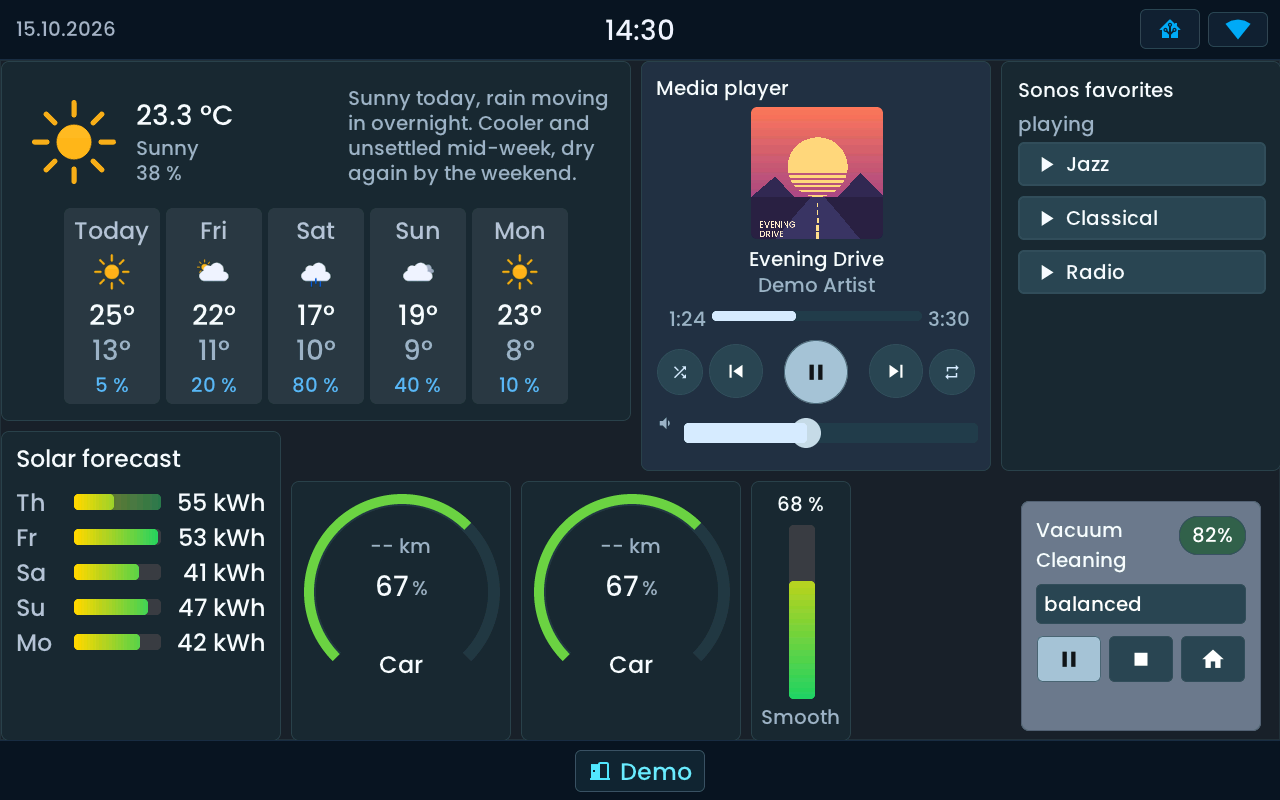 15.10.2026
14:30
23.3 °C
Sunny
38 %
Sunny today, rain moving
in overnight. Cooler and
unsettled mid-week, dry
again by the weekend.
Today Fri Sat Sun Mon
25° 22° 17° 19° 23°
13° 11° 10° 9° 8°
5 % 20 % 80 % 40 % 10 %
Media player
EVENING
DRIVE
Evening Drive
Demo Artist
1:24 3:30
Sonos favorites
playing
Jazz
Classical
Radio
Solar forecast
Th 55 kWh
Fr 53 kWh
Sa 41 kWh
Su 47 kWh
Mo 42 kWh
-- km
67 %
Car
-- km
67 %
Car
68 %
Smooth
Vacuum
Cleaning
82%
balanced
Demo